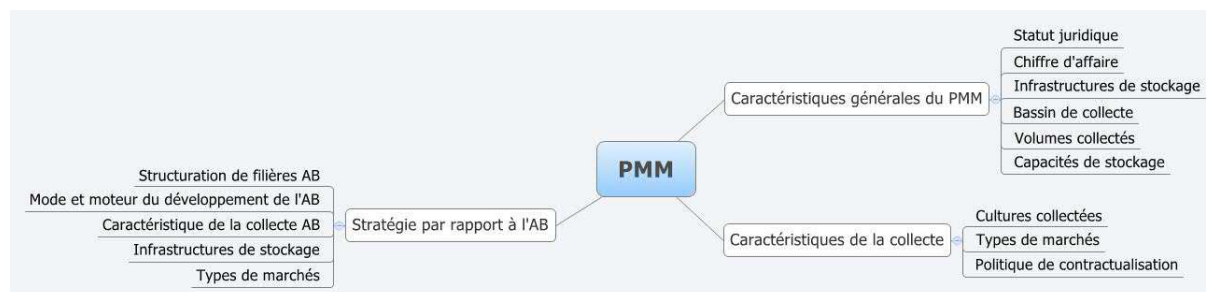 PMM
Caractéristiques générales du PMM
Statut juridique
Chiffre d'affaire
Infrastructures de stockage
Bassin de collecte
Volumes collectés
Capacités de stockage
Caractéristiques de la collecte
Cultures collectées
Types de marchés
Politique de contractualisation
Stratégie par rapport à l'AB
Structuration de filières AB
Mode et moteur du développement de l'AB
Caractéristique de la collecte AB
Infrastructures de stockage
Types de marchés